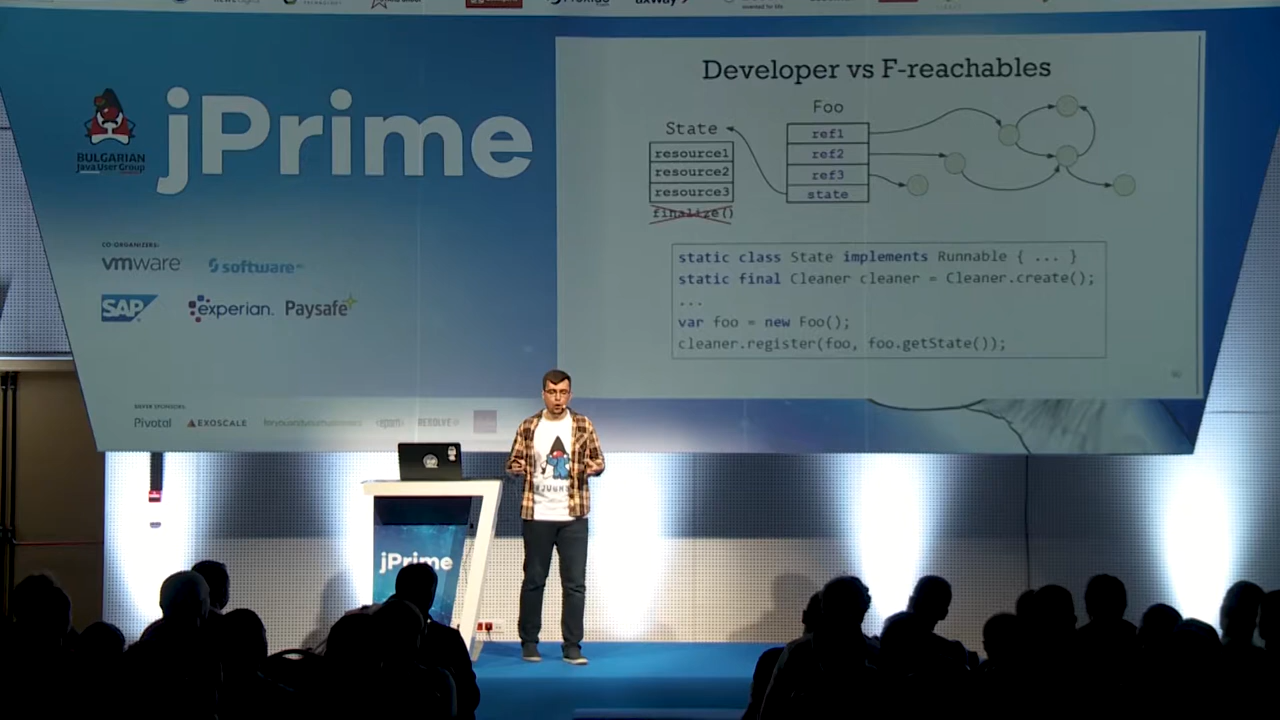 axway
Developer vs F-reachables
Foo
State
ref1
ref2
ref3
state
resource1
resource2
resource3
finalize()
static class State implements Runnable { ... }
static final Cleaner cleaner = Cleaner.create();
...
var foo = new Foo();
cleaner.register(foo, foo.getState());
jPrime
BULGARIAN
Java User Group
CO-ORGANIZERS:
vmware
software
SAP
experian.
Paysafe
Pivotal
EXOSCALE
RESOLVE
jPrime